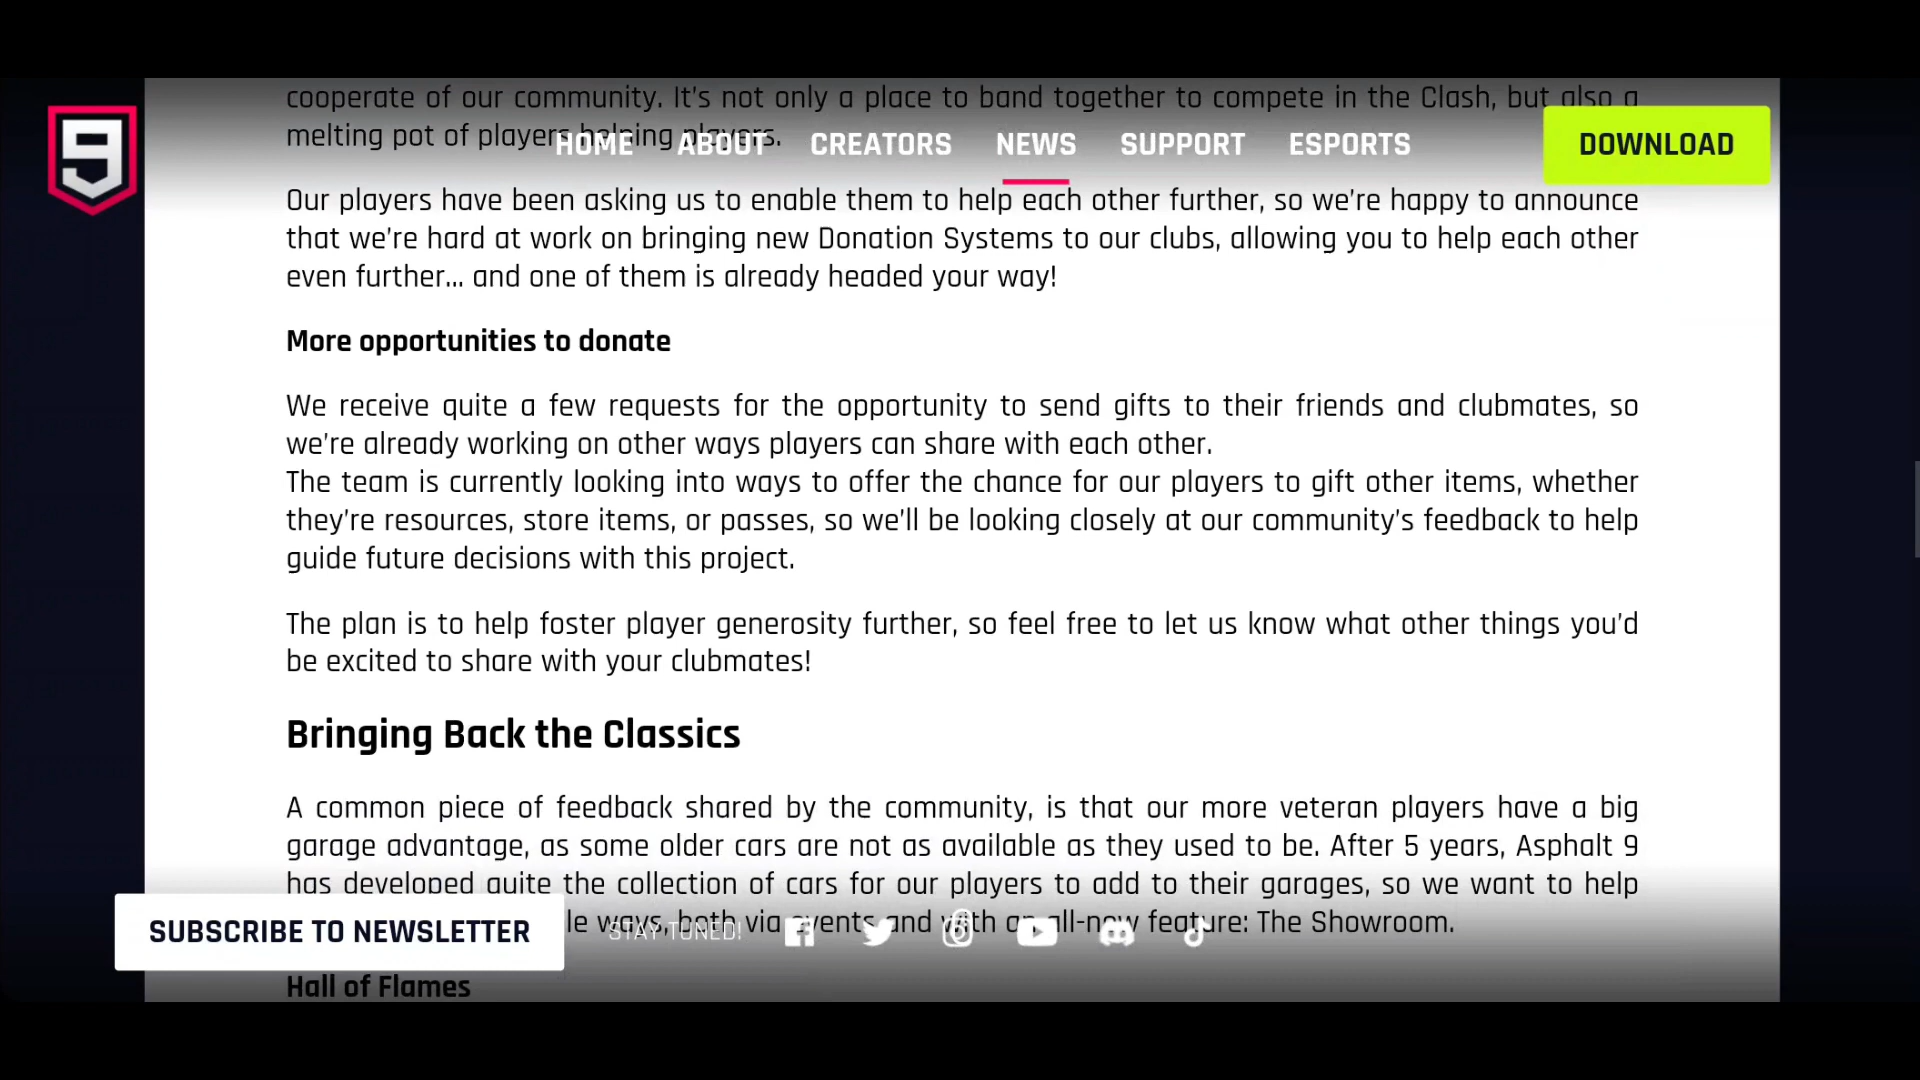 cooperate of our community. It's not only a place to band together to compete in the Clash, but also a
melting pot of players helping players.
9
HOME ABOUT CREATORS NEWS SUPPORT ESPORTS
DOWNLOAD
Our players have been asking us to enable them to help each other further, so we're happy to announce
that we're hard at work on bringing new Donation Systems to our clubs, allowing you to help each other
even further... and one of them is already headed your way!
More opportunities to donate
We receive quite a few requests for the opportunity to send gifts to their friends and clubmates, so
we're already working on other ways players can share with each other.
The team is currently looking into ways to offer the chance for our players to gift other items, whether
they're resources, store items, or passes, so we'll be looking closely at our community's feedback to help
guide future decisions with this project.
The plan is to help foster player generosity further, so feel free to let us know what other things you'd
be excited to share with your clubmates!
Bringing Back the Classics
A common piece of feedback shared by the community, is that our more veteran players have a big
garage advantage, as some older cars are not as available as they used to be. After 5 years, Asphalt 9
has developed quite the collection of cars for our players to add to their garages, so we want to help
ways, both via events and with an all-new feature: The Showroom.
SUBSCRIBE TO NEWSLETTER
STAY TUNED!
Hall of Flames